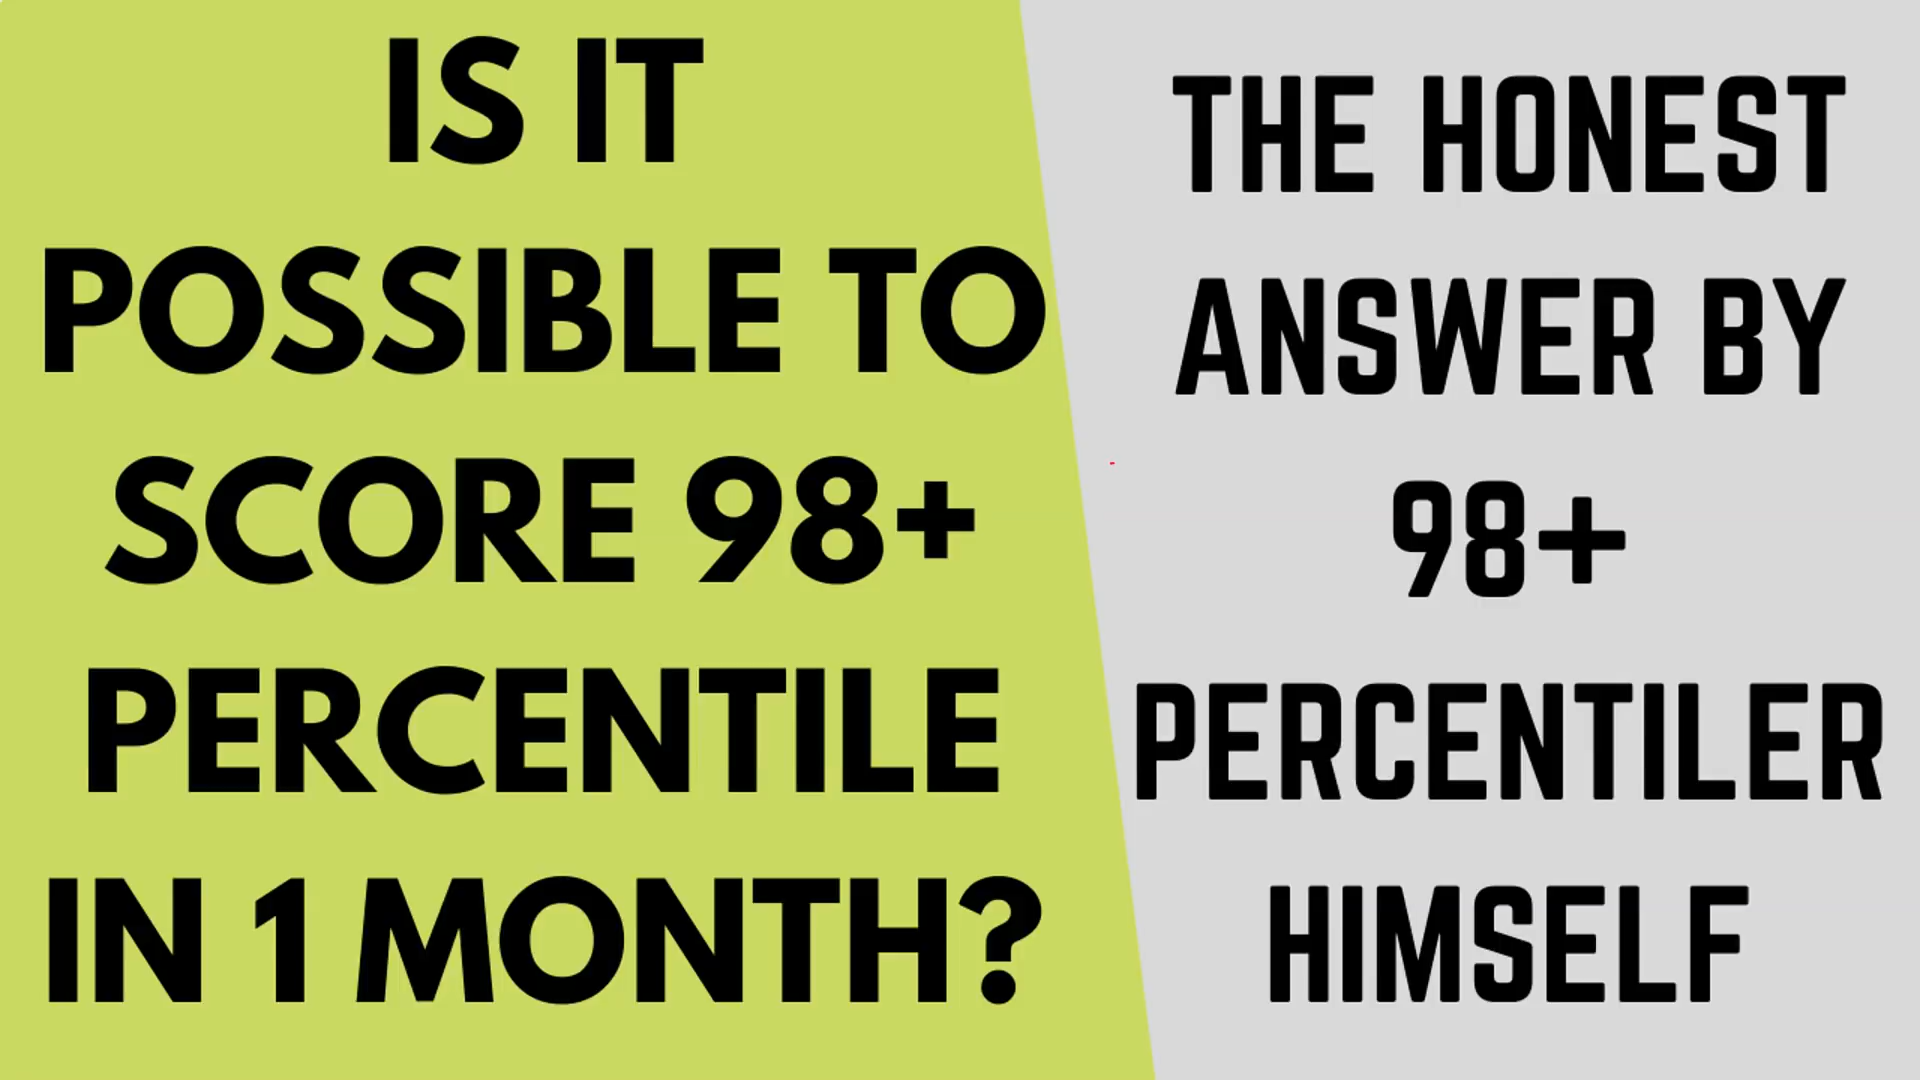 IS IT
POSSIBLE TO
SCORE 98+
PERCENTILE
IN 1 MONTH?
THE HONEST
ANSWER BY
98+
PERCENTILER
HIMSELF